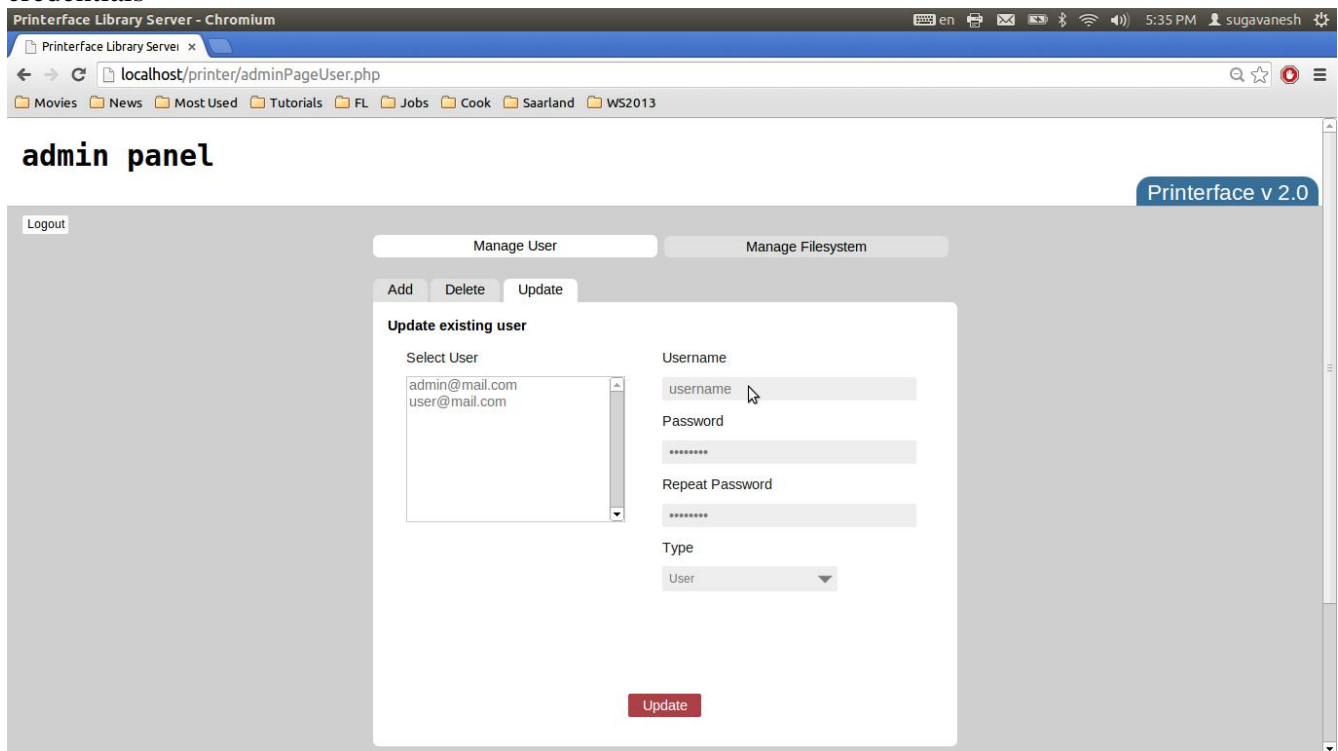 credentials
Printerface Library Server - Chromium en 5:35 PM sugavanesh
Printerface Library Server ×
localhost/printer/adminPageUser.php
Movies News Most Used Tutorials FL Jobs Cook Saarland WS2013
admin panel
Printerface v 2.0
Logout
Manage User Manage Filesystem
Add Delete Update
Update existing user
Select User Username
admin@mail.com username
user@mail.com
Password
••••••••
Repeat Password
••••••••
Type
User
Update